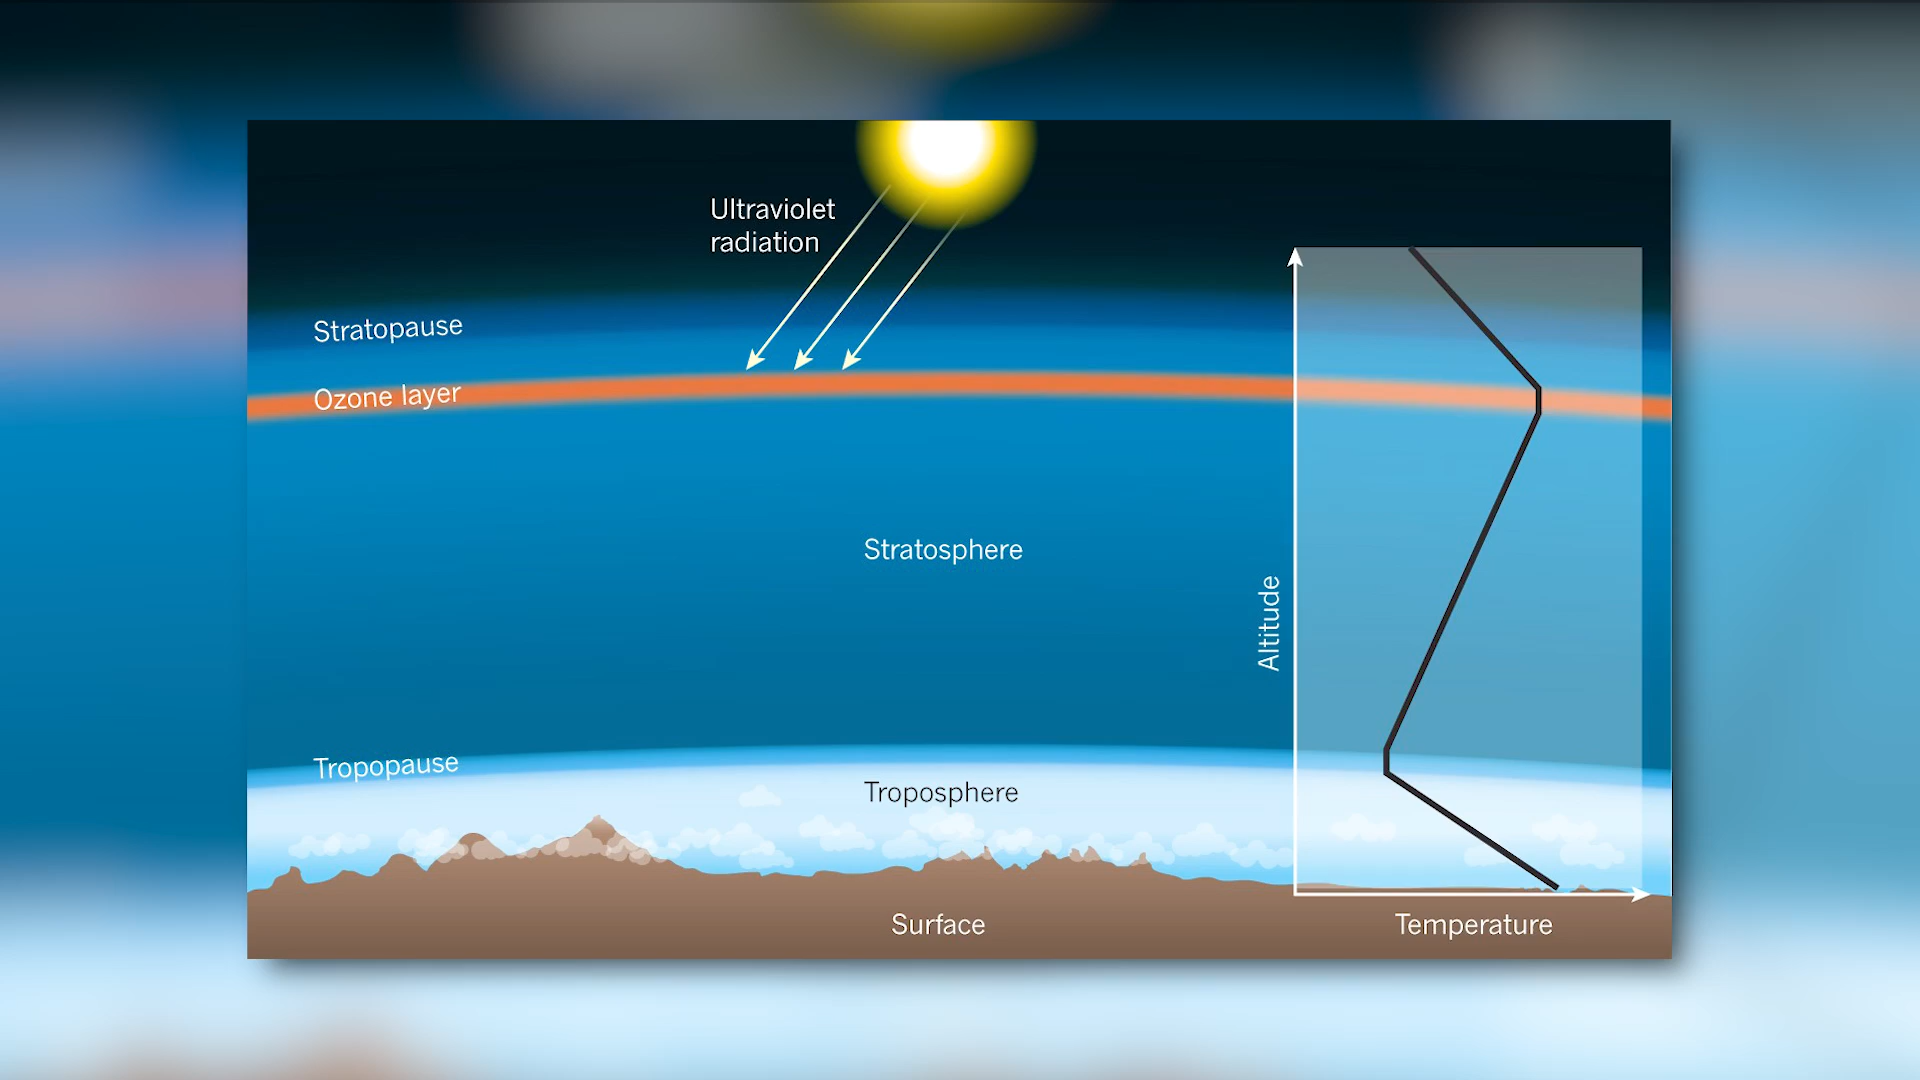 Ultraviolet
radiation
Stratopause
Ozone layer
Stratosphere
Altitude
Tropopause
Troposphere
Surface
Temperature